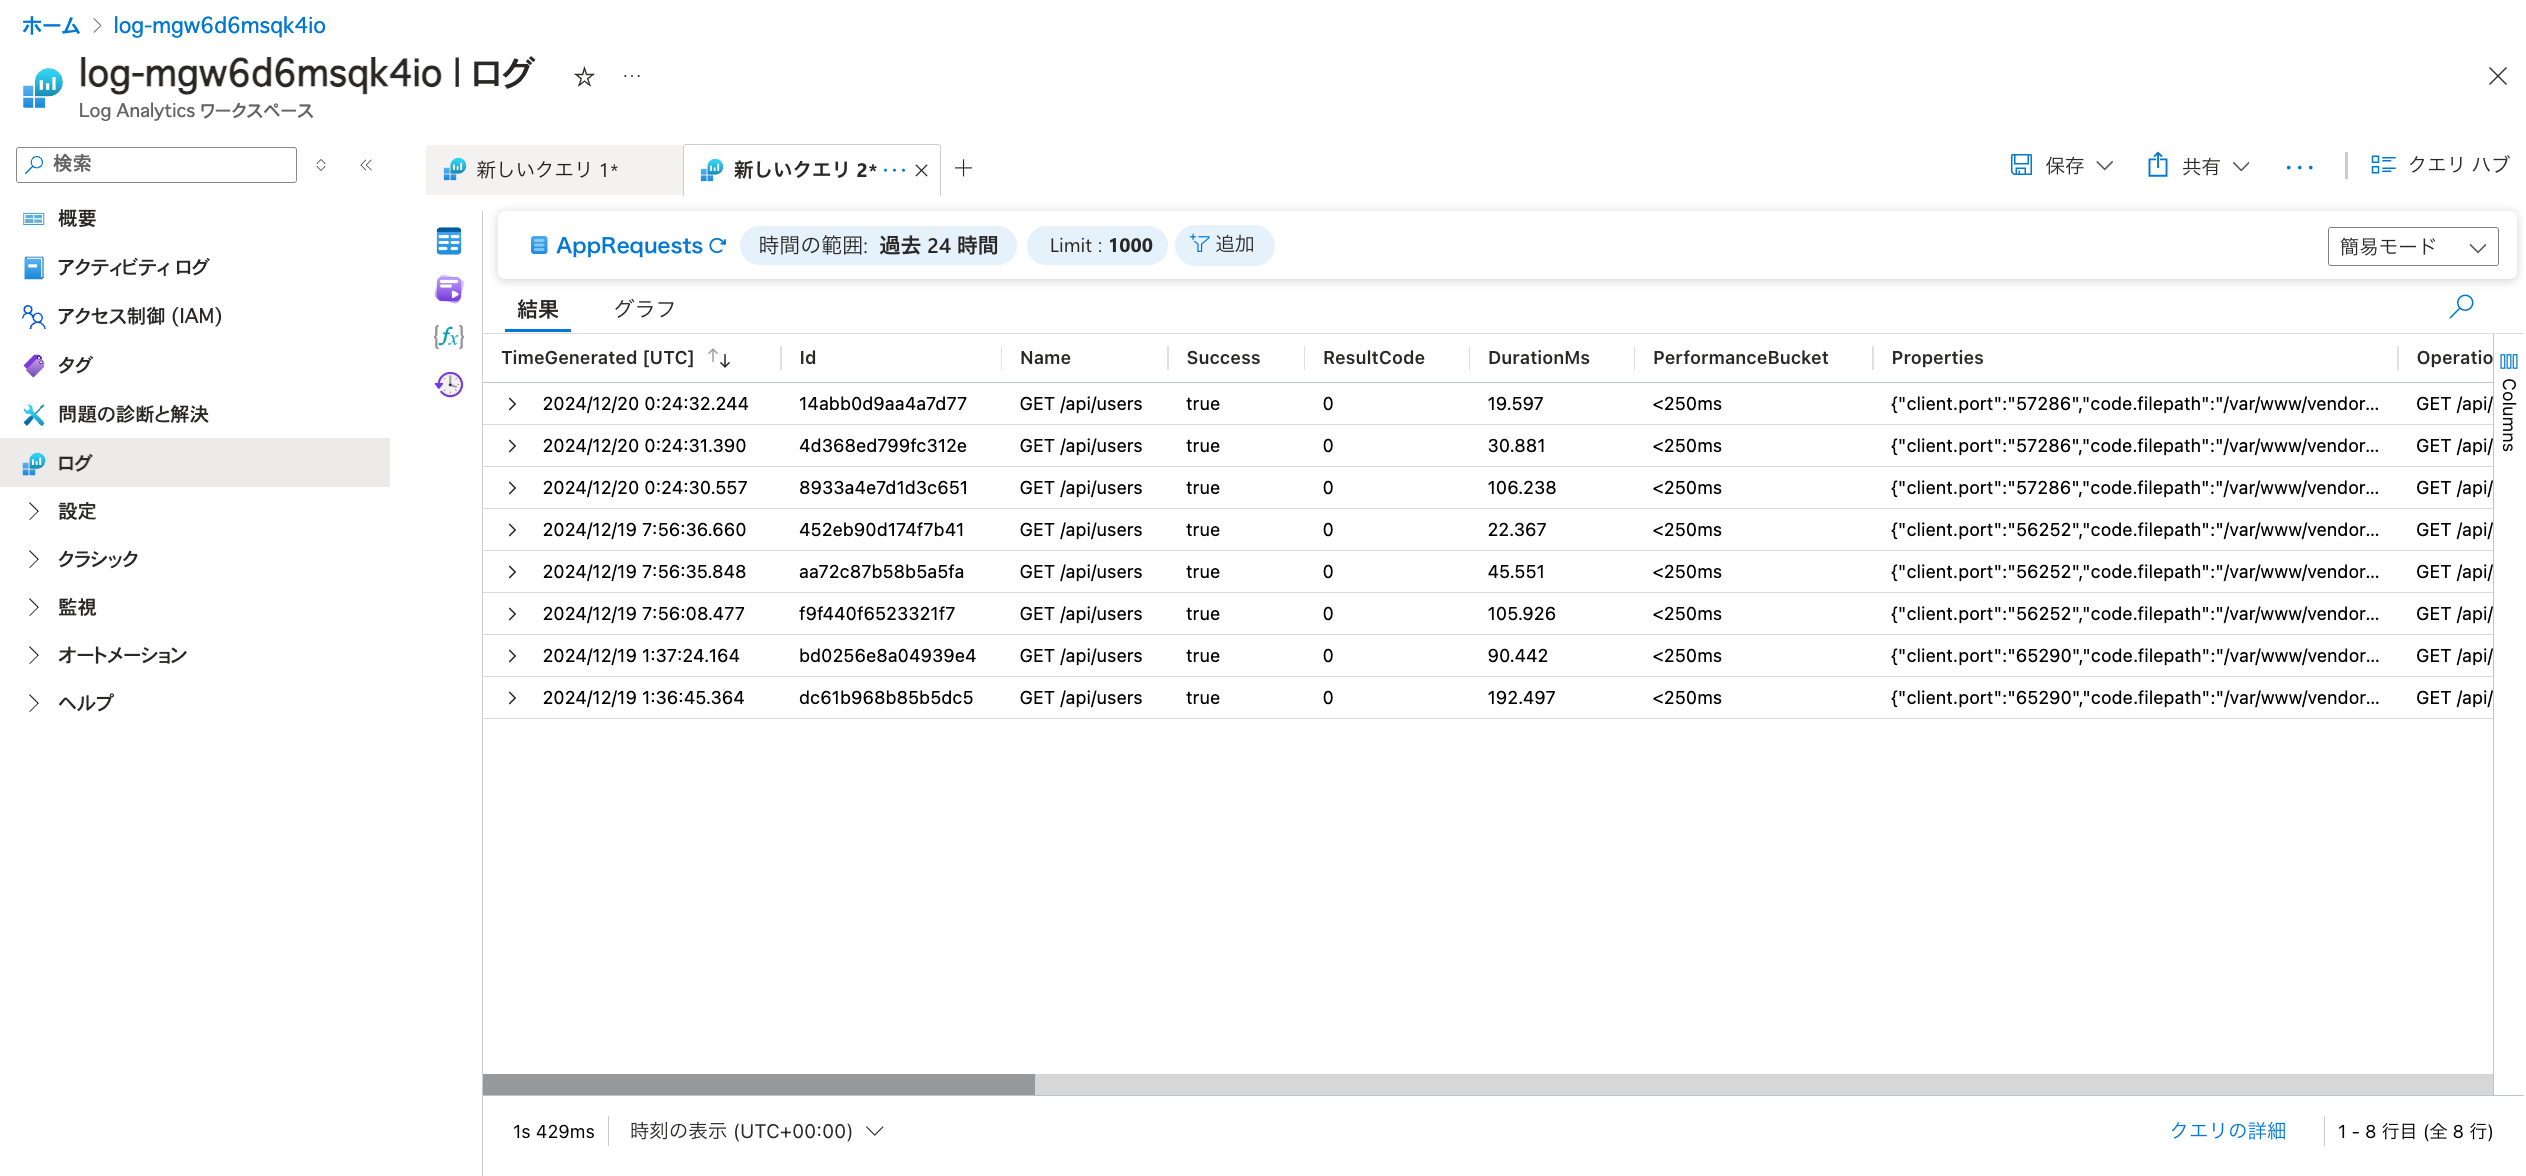 ホーム > log-mgw6d6msqk4io
log-mgw6d6msqk4io | ログ ☆ ···
Log Analytics ワークスペース
検索
概要
アクティビティ ログ
アクセス制御 (IAM)
タグ
問題の診断と解決
ログ
設定
クラシック
監視
オートメーション
ヘルプ
新しいクエリ 1* 新しいクエリ 2* ··· × +
保存 共有 ··· クエリ ハブ
AppRequests 時間の範囲: 過去 24 時間 Limit : 1000 追加 簡易モード
結果 グラフ
TimeGenerated [UTC] Id Name Success ResultCode DurationMs PerformanceBucket Properties Operatio
2024/12/20 0:24:32.244 14abb0d9aa4a7d77 GET /api/users true 0 19.597 <250ms {"client.port":"57286","code.filepath":"/var/www/vendor... GET /api/
2024/12/20 0:24:31.390 4d368ed799fc312e GET /api/users true 0 30.881 <250ms {"client.port":"57286","code.filepath":"/var/www/vendor... GET /api/
2024/12/20 0:24:30.557 8933a4e7d1d3c651 GET /api/users true 0 106.238 <250ms {"client.port":"57286","code.filepath":"/var/www/vendor... GET /api/
2024/12/19 7:56:36.660 452eb90d174f7b41 GET /api/users true 0 22.367 <250ms {"client.port":"56252","code.filepath":"/var/www/vendor... GET /api/
2024/12/19 7:56:35.848 aa72c87b58b5a5fa GET /api/users true 0 45.551 <250ms {"client.port":"56252","code.filepath":"/var/www/vendor... GET /api/
2024/12/19 7:56:08.477 f9f440f6523321f7 GET /api/users true 0 105.926 <250ms {"client.port":"56252","code.filepath":"/var/www/vendor... GET /api/
2024/12/19 1:37:24.164 bd0256e8a04939e4 GET /api/users true 0 90.442 <250ms {"client.port":"65290","code.filepath":"/var/www/vendor... GET /api/
2024/12/19 1:36:45.364 dc61b968b85b5dc5 GET /api/users true 0 192.497 <250ms {"client.port":"65290","code.filepath":"/var/www/vendor... GET /api/
Columns
1s 429ms 時刻の表示 (UTC+00:00) クエリの詳細 1 - 8 行目 (全 8 行)